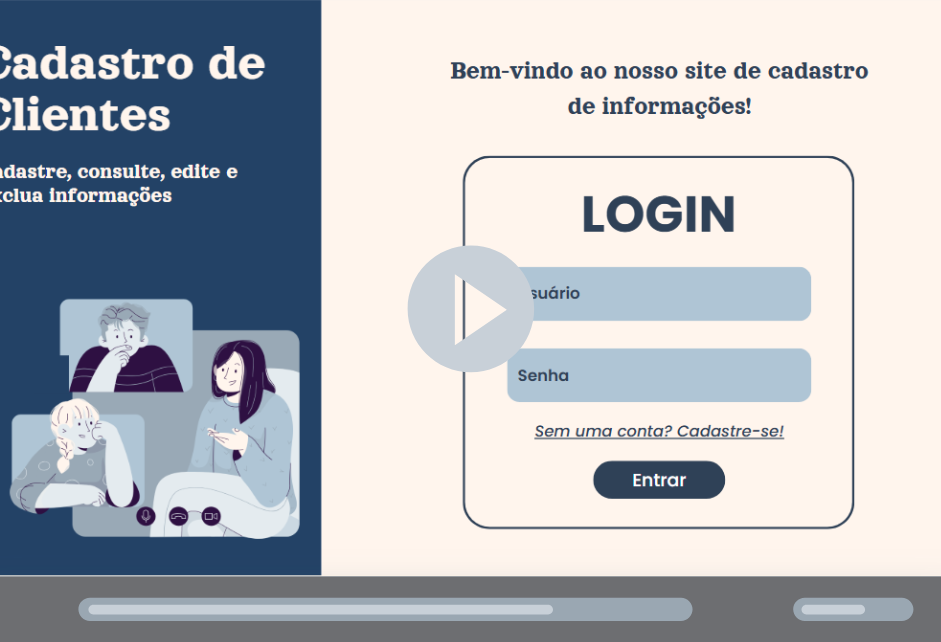 Cadastro de
Clientes
adastre, consulte, edite e
xclua informações
Bem-vindo ao nosso site de cadastro
de informações!
LOGIN
suário
Senha
Sem uma conta? Cadastre-se!
Entrar